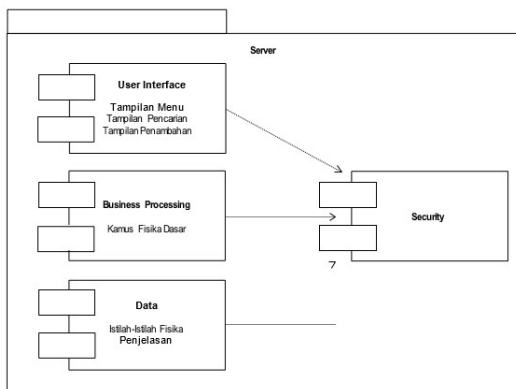 Server
User Interface
Tampilan Menu
Tampilan Pencarian
Tampilan Penambahan
Business Processing
Kamus Fisika Dasar
Security
Data
Istilah-Istilah Fisika
Penjelasan